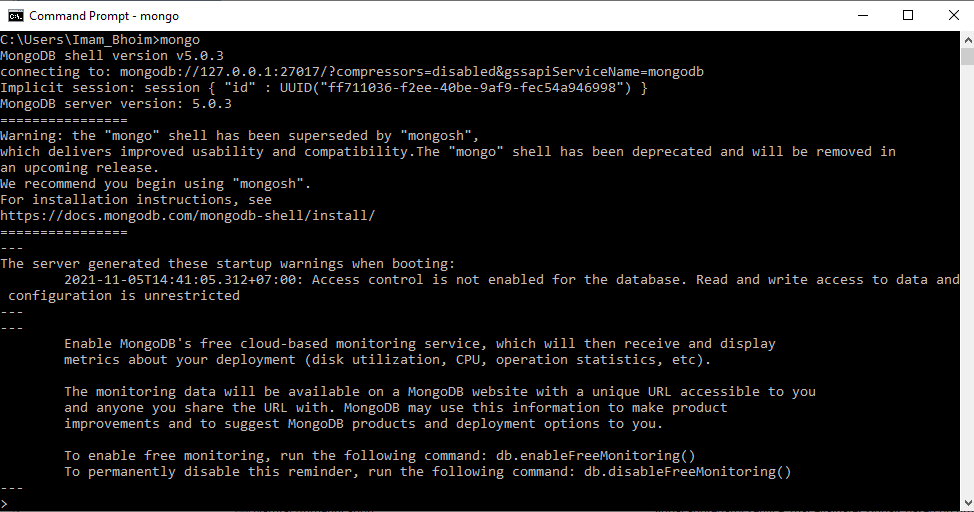 Command Prompt - mongo
C:\Users\Imam_Bhoim>mongo
MongoDB shell version v5.0.3
connecting to: mongodb://127.0.0.1:27017/?compressors=disabled&gssapiServiceName=mongodb
Implicit session: session { "id" : UUID("ff711036-f2ee-40be-9af9-fec54a946998") }
MongoDB server version: 5.0.3
================
Warning: the "mongo" shell has been superseded by "mongosh",
which delivers improved usability and compatibility.The "mongo" shell has been deprecated and will be removed in
an upcoming release.
We recommend you begin using "mongosh".
For installation instructions, see
https://docs.mongodb.com/mongodb-shell/install/
================
---
The server generated these startup warnings when booting:
        2021-11-05T14:41:05.312+07:00: Access control is not enabled for the database. Read and write access to data and
 configuration is unrestricted
---
---
        Enable MongoDB's free cloud-based monitoring service, which will then receive and display
        metrics about your deployment (disk utilization, CPU, operation statistics, etc).

        The monitoring data will be available on a MongoDB website with a unique URL accessible to you
        and anyone you share the URL with. MongoDB may use this information to make product
        improvements and to suggest MongoDB products and deployment options to you.

        To enable free monitoring, run the following command: db.enableFreeMonitoring()
        To permanently disable this reminder, run the following command: db.disableFreeMonitoring()
---
>